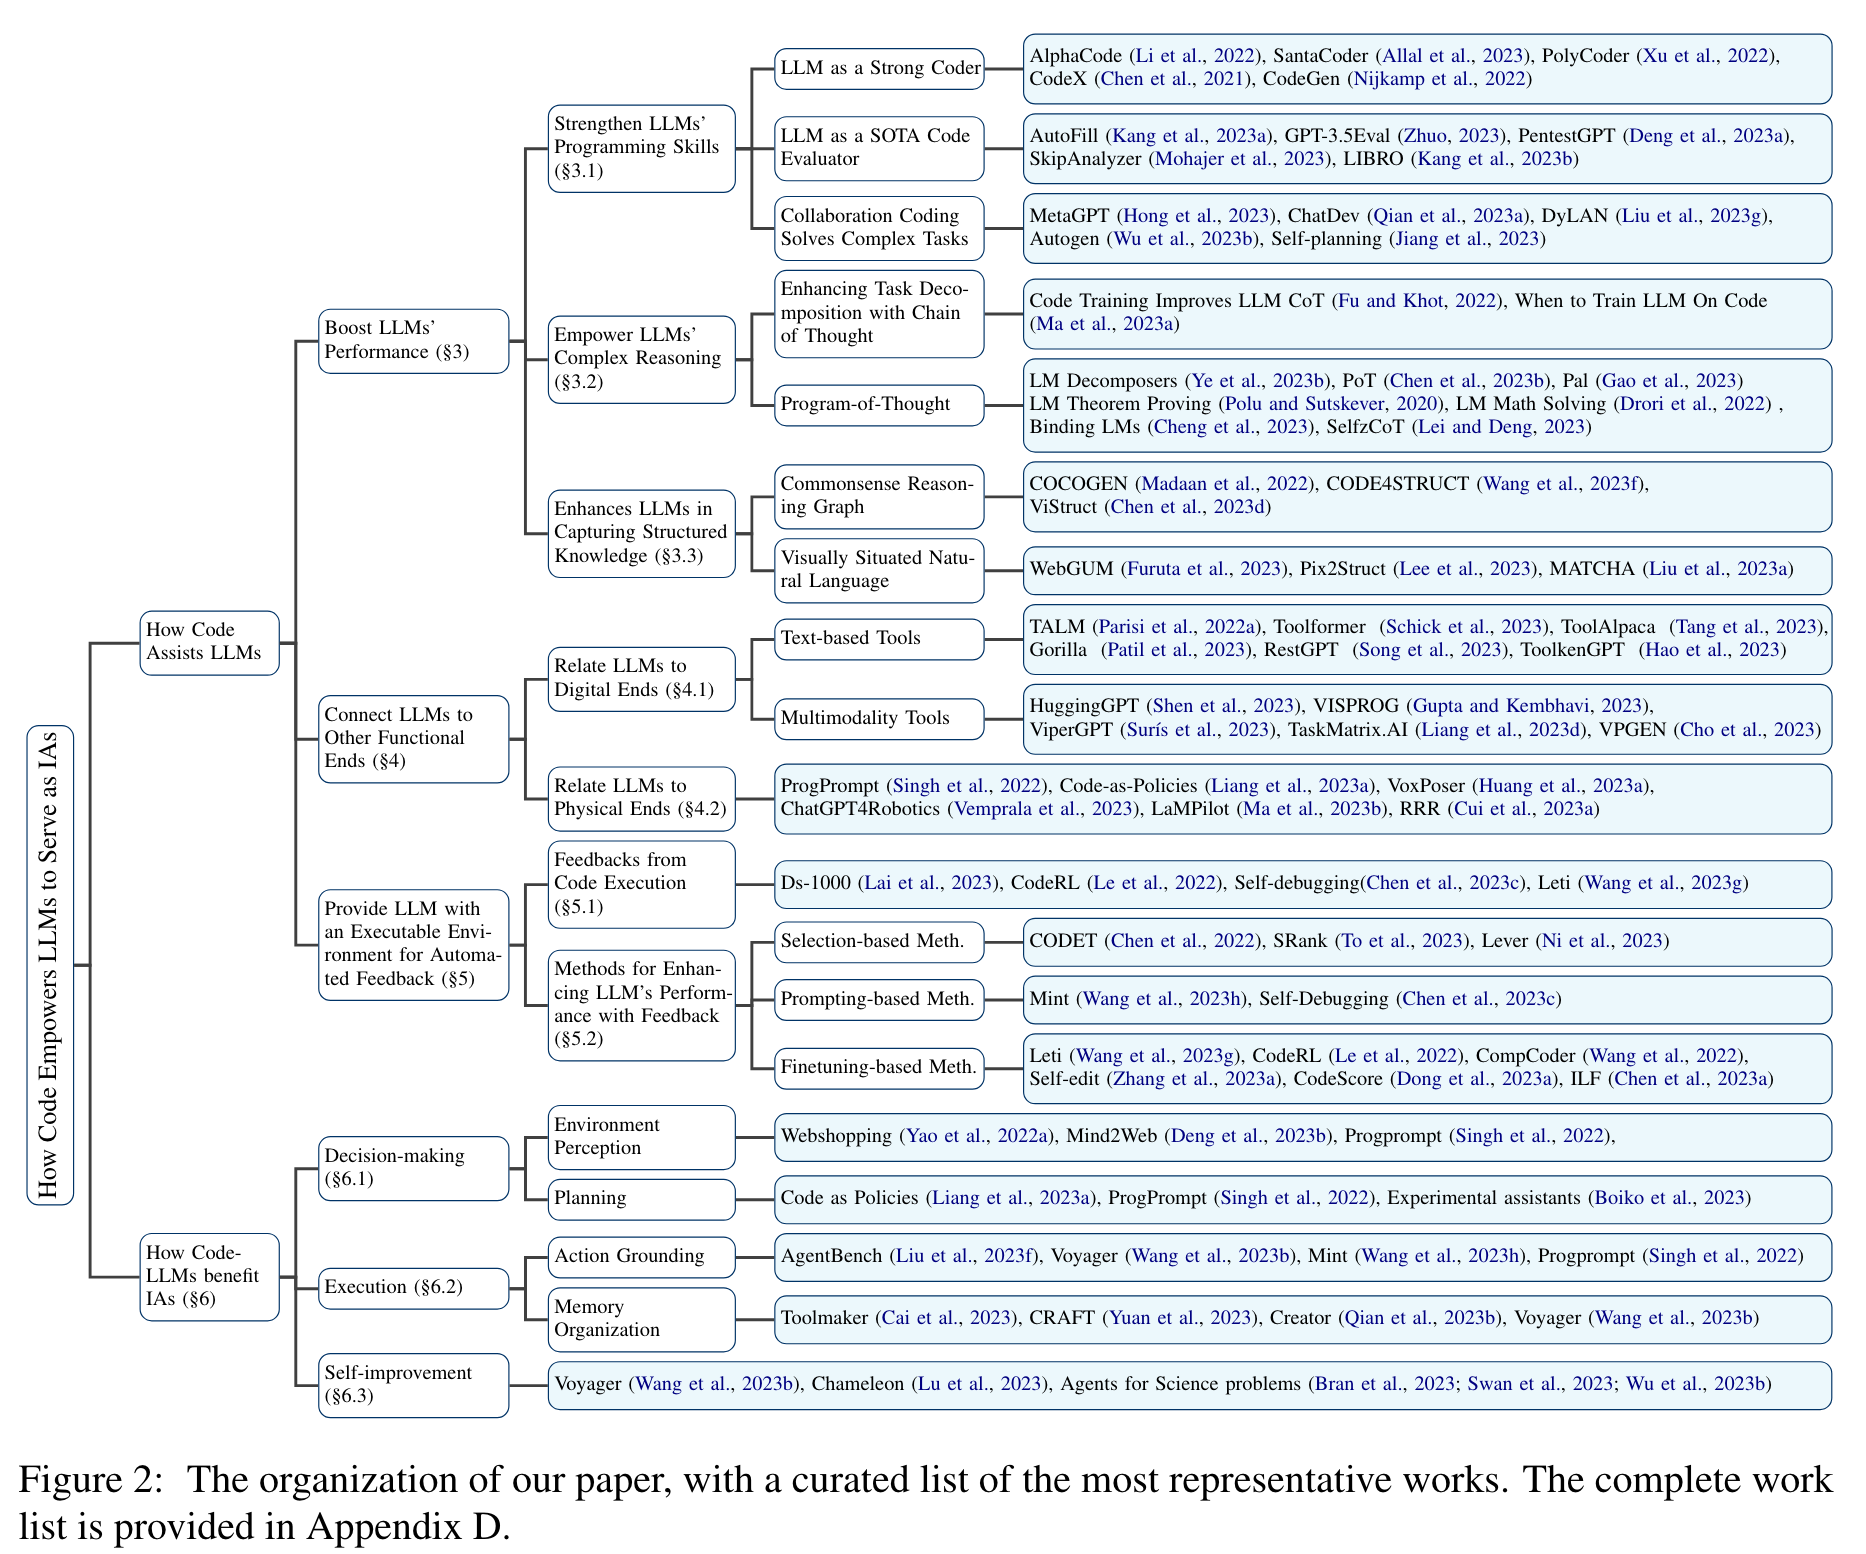 How Code Empowers LLMs to Serve as IAs
How Code
Assists LLMs
Boost LLMs'
Performance (§3)
Strengthen LLMs'
Programming Skills
(§3.1)
LLM as a Strong Coder
AlphaCode (Li et al., 2022), SantaCoder (Allal et al., 2023), PolyCoder (Xu et al., 2022),
CodeX (Chen et al., 2021), CodeGen (Nijkamp et al., 2022)
LLM as a SOTA Code
Evaluator
AutoFill (Kang et al., 2023a), GPT-3.5Eval (Zhuo, 2023), PentestGPT (Deng et al., 2023a),
SkipAnalyzer (Mohajer et al., 2023), LIBRO (Kang et al., 2023b)
Collaboration Coding
Solves Complex Tasks
MetaGPT (Hong et al., 2023), ChatDev (Qian et al., 2023a), DyLAN (Liu et al., 2023g),
Autogen (Wu et al., 2023b), Self-planning (Jiang et al., 2023)
Empower LLMs'
Complex Reasoning
(§3.2)
Enhancing Task Deco-
mposition with Chain
of Thought
Code Training Improves LLM CoT (Fu and Khot, 2022), When to Train LLM On Code
(Ma et al., 2023a)
Program-of-Thought
LM Decomposers (Ye et al., 2023b), PoT (Chen et al., 2023b), Pal (Gao et al., 2023)
LM Theorem Proving (Polu and Sutskever, 2020), LM Math Solving (Drori et al., 2022) ,
Binding LMs (Cheng et al., 2023), SelfzCoT (Lei and Deng, 2023)
Enhances LLMs in
Capturing Structured
Knowledge (§3.3)
Commonsense Reason-
ing Graph
COCOGEN (Madaan et al., 2022), CODE4STRUCT (Wang et al., 2023f),
ViStruct (Chen et al., 2023d)
Visually Situated Natu-
ral Language
WebGUM (Furuta et al., 2023), Pix2Struct (Lee et al., 2023), MATCHA (Liu et al., 2023a)
Connect LLMs to
Other Functional
Ends (§4)
Relate LLMs to
Digital Ends (§4.1)
Text-based Tools
TALM (Parisi et al., 2022a), Toolformer (Schick et al., 2023), ToolAlpaca (Tang et al., 2023),
Gorilla (Patil et al., 2023), RestGPT (Song et al., 2023), ToolkenGPT (Hao et al., 2023)
Multimodality Tools
HuggingGPT (Shen et al., 2023), VISPROG (Gupta and Kembhavi, 2023),
ViperGPT (Surís et al., 2023), TaskMatrix.AI (Liang et al., 2023d), VPGEN (Cho et al., 2023)
Relate LLMs to
Physical Ends (§4.2)
ProgPrompt (Singh et al., 2022), Code-as-Policies (Liang et al., 2023a), VoxPoser (Huang et al., 2023a),
ChatGPT4Robotics (Vemprala et al., 2023), LaMPilot (Ma et al., 2023b), RRR (Cui et al., 2023a)
Provide LLM with
an Executable Envi-
ronment for Automa-
ted Feedback (§5)
Feedbacks from
Code Execution
(§5.1)
Ds-1000 (Lai et al., 2023), CodeRL (Le et al., 2022), Self-debugging(Chen et al., 2023c), Leti (Wang et al., 2023g)
Methods for Enhan-
cing LLM's Perform-
ance with Feedback
(§5.2)
Selection-based Meth.
CODET (Chen et al., 2022), SRank (To et al., 2023), Lever (Ni et al., 2023)
Prompting-based Meth.
Mint (Wang et al., 2023h), Self-Debugging (Chen et al., 2023c)
Finetuning-based Meth.
Leti (Wang et al., 2023g), CodeRL (Le et al., 2022), CompCoder (Wang et al., 2022),
Self-edit (Zhang et al., 2023a), CodeScore (Dong et al., 2023a), ILF (Chen et al., 2023a)
How Code-
LLMs benefit
IAs (§6)
Decision-making
(§6.1)
Environment
Perception
Webshopping (Yao et al., 2022a), Mind2Web (Deng et al., 2023b), Progprompt (Singh et al., 2022),
Planning
Code as Policies (Liang et al., 2023a), ProgPrompt (Singh et al., 2022), Experimental assistants (Boiko et al., 2023)
Execution (§6.2)
Action Grounding
AgentBench (Liu et al., 2023f), Voyager (Wang et al., 2023b), Mint (Wang et al., 2023h), Progprompt (Singh et al., 2022)
Memory
Organization
Toolmaker (Cai et al., 2023), CRAFT (Yuan et al., 2023), Creator (Qian et al., 2023b), Voyager (Wang et al., 2023b)
Self-improvement
(§6.3)
Voyager (Wang et al., 2023b), Chameleon (Lu et al., 2023), Agents for Science problems (Bran et al., 2023; Swan et al., 2023; Wu et al., 2023b)
Figure 2: The organization of our paper, with a curated list of the most representative works. The complete work
list is provided in Appendix D.